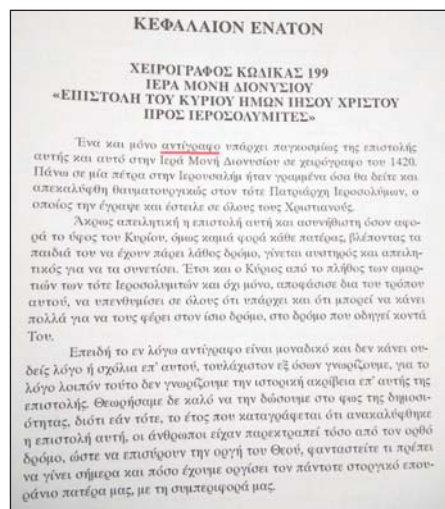 ΚΕΦΑΛΑΙΟΝ ΕΝΑΤΟΝ
ΧΕΙΡΟΓΡΑΦΟΣ ΚΩΔΙΚΑΣ 199
ΙΕΡΑ ΜΟΝΗ ΔΙΟΝΥΣΙΟΥ
«ΕΠΙΣΤΟΛΗ ΤΟΥ ΚΥΡΙΟΥ ΗΜΩΝ ΙΗΣΟΥ ΧΡΙΣΤΟΥ
ΠΡΟΣ ΙΕΡΟΣΟΛΥΜΙΤΕΣ»
Ένα και μόνο αντίγραφο υπάρχει παγκοσμίως της επιστολής
αυτής και αυτό στην Ιερά Μονή Διονυσίου σε χειρόγραφο του 1420.
Πάνω σε μία πέτρα στην Ιερουσαλήμ ήταν γραμμένα όσα θα δείτε και
απεκαλύφθη θαυματουργικώς στον τότε Πατριάρχη Ιεροσολύμων, ο
οποίος την έγραψε και έστειλε σε όλους τους Χριστιανούς.
Άκρως απειλητική η επιστολή αυτή και ασυνήθιστη όσον αφο-
ρά το ύφος του Κυρίου, όμως καμιά φορά κάθε πατέρας, βλέποντας τα
παιδιά του να έχουν πάρει λάθος δρόμο, γίνεται αυστηρός και απειλη-
τικός για να τα συνετίσει. Έτσι και ο Κύριος από το πλήθος των αμαρ-
τιών των τότε Ιεροσολυμιτών και όχι μόνο, αποφάσισε δια του τρόπου
αυτού, να υπενθυμίσει σε όλους ότι υπάρχει και ότι μπορεί να κάνει
πολλά για να τους φέρει στον ίσιο δρόμο, στο δρόμο που οδηγεί κοντά
Του.
Επειδή το εν λόγω αντίγραφο είναι μοναδικό και δεν κάνει ου-
δείς λόγο ή σχόλια επ' αυτού, τουλάχιστον εξ όσων γνωρίζουμε, για το
λόγο λοιπόν τούτο δεν γνωρίζουμε την ιστορική ακρίβεια επ' αυτής της
επιστολής. Θεωρήσαμε δε καλό να την δώσουμε στο φως της δημοσι-
ότητας, διότι εάν τότε, το έτος που καταγράφεται ότι ανακαλύφθηκε
η επιστολή αυτή, οι άνθρωποι είχαν παρεκτραπεί τόσο από τον ορθό
δρόμο, ώστε να επισύρουν την οργή του Θεού, φανταστείτε τι πρέπει
να γίνει σήμερα και πόσο έχουμε οργίσει τον πάντοτε στοργικό επου-
ράνιο πατέρα μας, με τη συμπεριφορά μας.